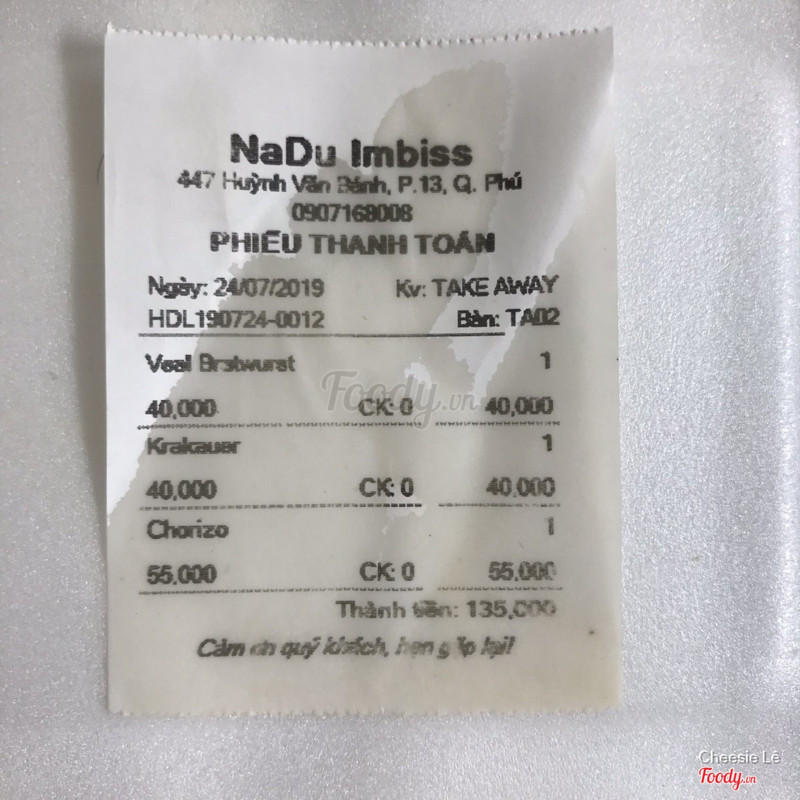 NaDu Imbiss
447 Huỳnh Văn Bánh, P.13, Q. Phú
0907168008
PHIẾU THANH TOÁN
Ngày: 24/07/2019 Kv: TAKE AWAY
HDL190724-0012 Bàn: TA02
Veal Bratwurst 1
40,000 CK: 0 40,000
Krakauer 1
40,000 CK: 0 40,000
Chorizo 1
55,000 CK: 0 55,000
Thành tiền: 135,000
Cảm ơn quý khách, hẹn gặp lại!
Foody.vn
Cheesie Lê
Foody.vn